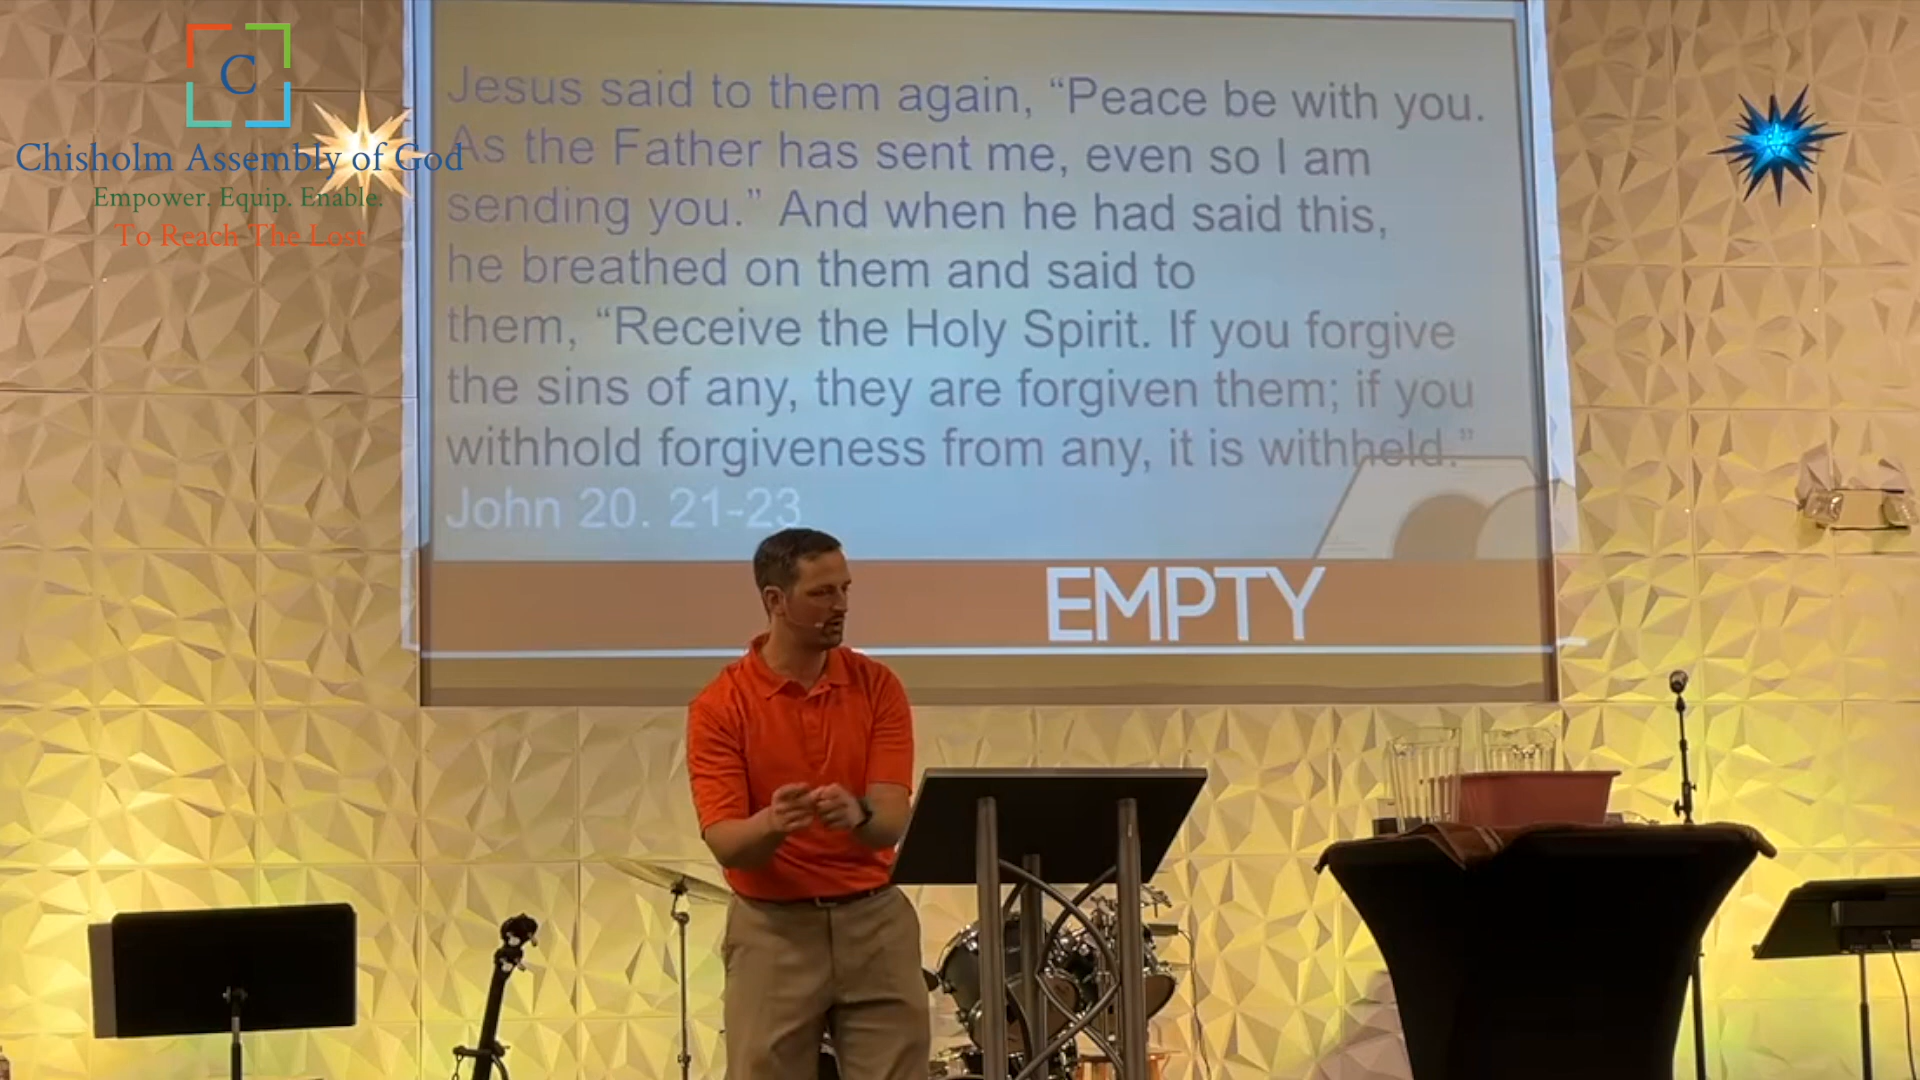 C
Chisholm Assembly of God
Empower. Equip. Enable.
To Reach The Lost
Jesus said to them again, “Peace be with you.
As the Father has sent me, even so I am
sending you.” And when he had said this,
he breathed on them and said to
them, “Receive the Holy Spirit. If you forgive
the sins of any, they are forgiven them; if you
withhold forgiveness from any, it is withheld.”
John 20. 21-23
EMPTY